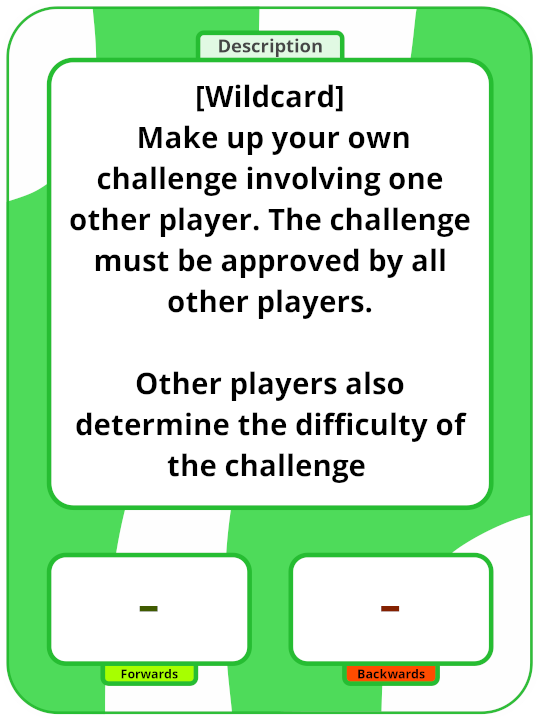 Description
[Wildcard]
Make up your own
challenge involving one
other player. The challenge
must be approved by all
other players.
Other players also
determine the difficulty of
the challenge
– –
Forwards Backwards